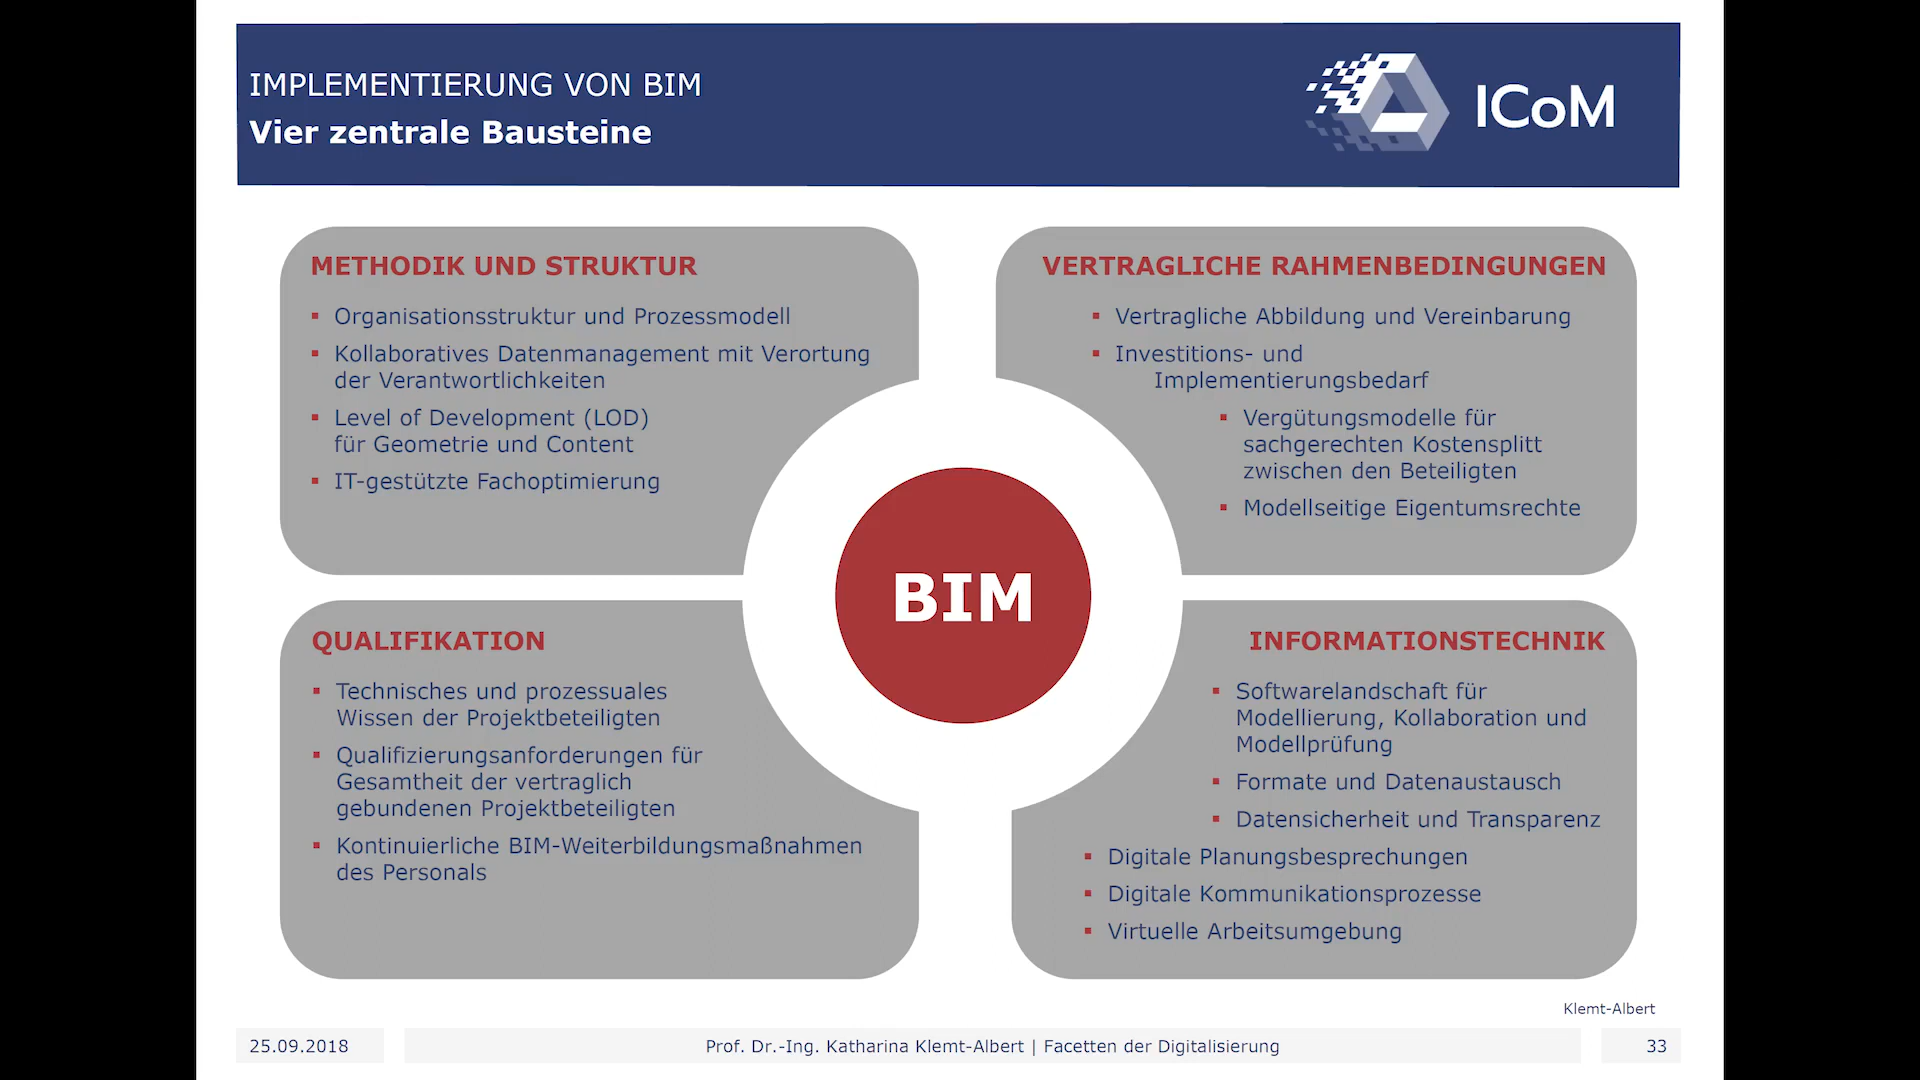 IMPLEMENTIERUNG VON BIM
Vier zentrale Bausteine
ICoM
METHODIK UND STRUKTUR
▪ Organisationsstruktur und Prozessmodell
▪ Kollaboratives Datenmanagement mit Verortung
der Verantwortlichkeiten
▪ Level of Development (LOD)
für Geometrie und Content
▪ IT-gestützte Fachoptimierung
VERTRAGLICHE RAHMENBEDINGUNGEN
▪ Vertragliche Abbildung und Vereinbarung
▪ Investitions- und
Implementierungsbedarf
▪ Vergütungsmodelle für
sachgerechten Kostensplitt
zwischen den Beteiligten
▪ Modellseitige Eigentumsrechte
BIM
QUALIFIKATION
▪ Technisches und prozessuales
Wissen der Projektbeteiligten
▪ Qualifizierungsanforderungen für
Gesamtheit der vertraglich
gebundenen Projektbeteiligten
▪ Kontinuierliche BIM-Weiterbildungsmaßnahmen
des Personals
INFORMATIONSTECHNIK
▪ Softwarelandschaft für
Modellierung, Kollaboration und
Modellprüfung
▪ Formate und Datenaustausch
▪ Datensicherheit und Transparenz
▪ Digitale Planungsbesprechungen
▪ Digitale Kommunikationsprozesse
▪ Virtuelle Arbeitsumgebung
Klemt-Albert
25.09.2018
Prof. Dr.-Ing. Katharina Klemt-Albert | Facetten der Digitalisierung
33